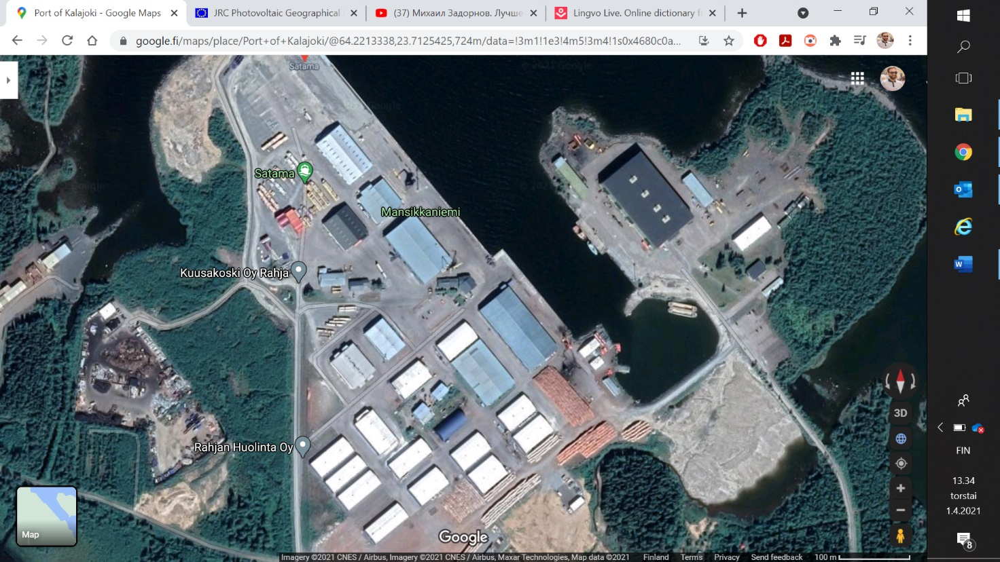 Port of Kalajoki - Google Maps
JRC Photovoltaic Geographical
(37) Михаил Задорнов. Лучше
Lingvo Live. Online dictionary f
google.fi/maps/place/Port+of+Kalajoki/@64.2213338,23.7125425,724m/data=!3m1!1e3!4m5!3m4!1s0x4680c0a...
Satama
Satama
Mansikkaniemi
Kuusakoski Oy Rahja
Rahjan Huolinta Oy
3D
Map
Google
Imagery ©2021 CNES / Airbus, Imagery ©2021 CNES / Airbus, Maxar Technologies, Map data ©2021 Finland Terms Privacy Send feedback 100 m
FIN
13.34
torstai
1.4.2021
8